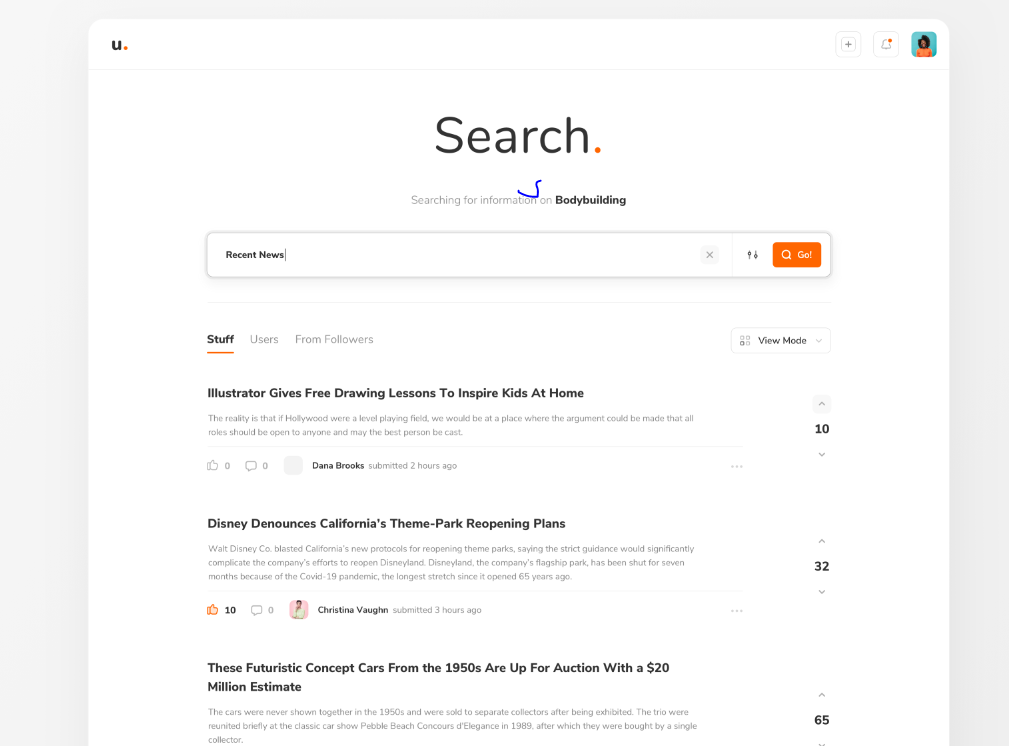 u.
Search.
Searching for information on Bodybuilding
Recent News
Go!
Stuff Users From Followers
View Mode
Illustrator Gives Free Drawing Lessons To Inspire Kids At Home
The reality is that if Hollywood were a level playing field, we would be at a place where the argument could be made that all
roles should be open to anyone and may the best person be cast.
10
0 0 Dana Brooks submitted 2 hours ago
Disney Denounces California's Theme-Park Reopening Plans
Walt Disney Co. blasted California's new protocols for reopening theme parks, saying the strict guidance would significantly
complicate the company's efforts to reopen Disneyland. Disneyland, the company's flagship park, has been shut for seven
months because of the Covid-19 pandemic, the longest stretch since it opened 65 years ago.
32
10 0 Christina Vaughn submitted 3 hours ago
These Futuristic Concept Cars From the 1950s Are Up For Auction With a $20
Million Estimate
The cars were never shown together in the 1950s and were sold to separate collectors after being exhibited. The trio were
reunited briefly at the classic car show Pebble Beach Concours d'Elegance in 1989, after which they were bought by a single
collector.
65